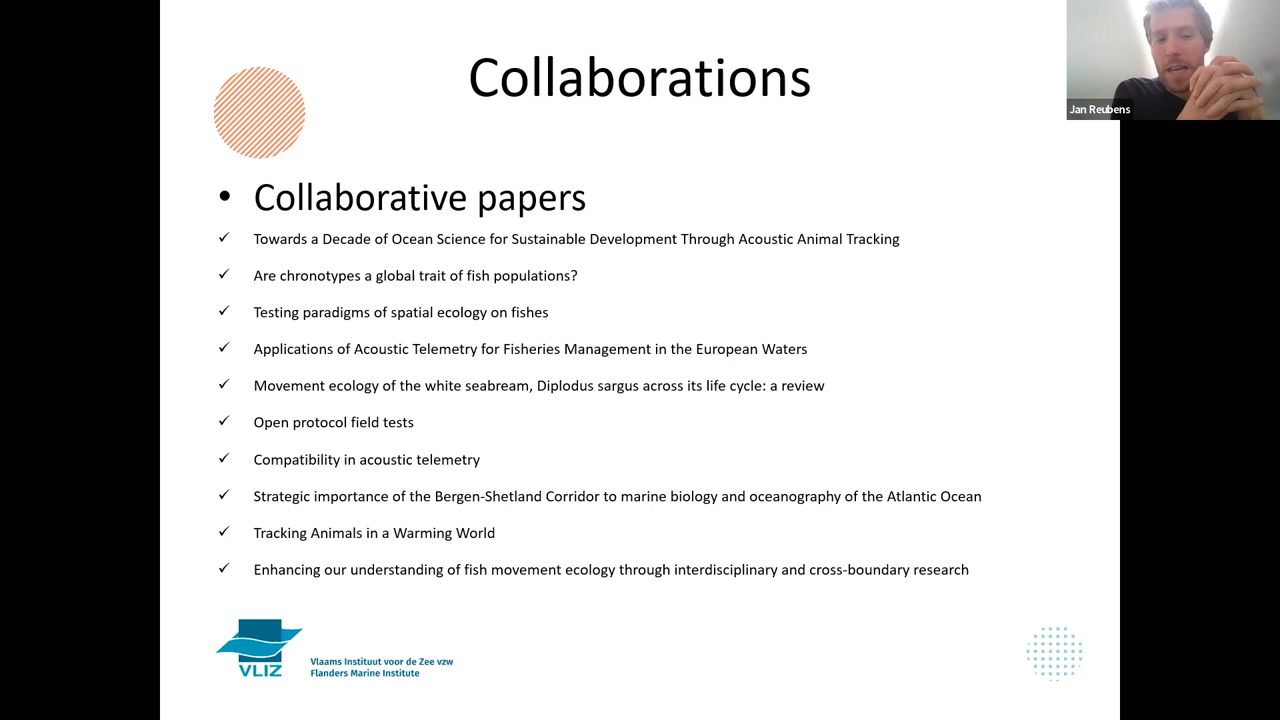 Collaborations
Jan Reubens
• Collaborative papers
✓ Towards a Decade of Ocean Science for Sustainable Development Through Acoustic Animal Tracking
✓ Are chronotypes a global trait of fish populations?
✓ Testing paradigms of spatial ecology on fishes
✓ Applications of Acoustic Telemetry for Fisheries Management in the European Waters
✓ Movement ecology of the white seabream, Diplodus sargus across its life cycle: a review
✓ Open protocol field tests
✓ Compatibility in acoustic telemetry
✓ Strategic importance of the Bergen-Shetland Corridor to marine biology and oceanography of the Atlantic Ocean
✓ Tracking Animals in a Warming World
✓ Enhancing our understanding of fish movement ecology through interdisciplinary and cross-boundary research
VLIZ
Vlaams Instituut voor de Zee vzw
Flanders Marine Institute